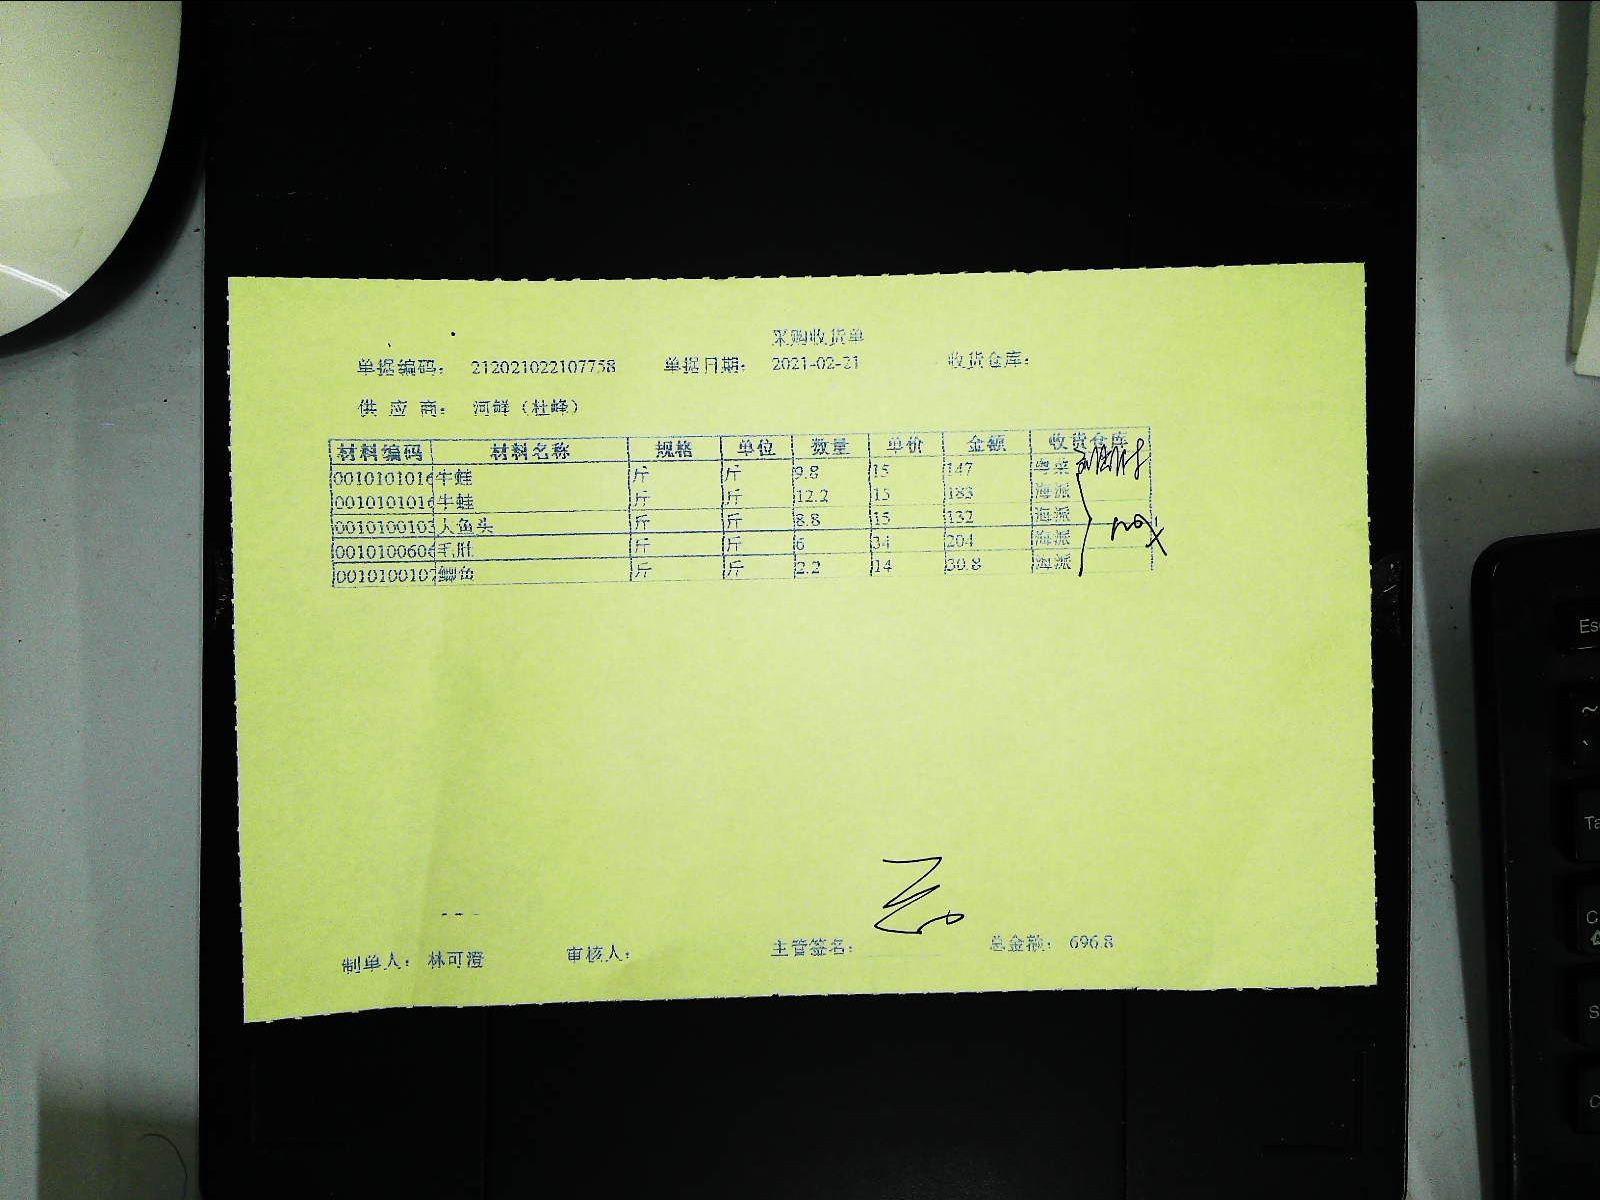 采购收货单
单据编码： 212021022107758 单据日期： 2021-02-21 收货仓库：
供 应 商： 河鲜（杜峰）
材料编码 材料名称 规格 单位 数量 单价 金额 收货仓库
0010101016 牛蛙 斤 斤 9.8 15 147 粤菜
0010101016 牛蛙 斤 斤 12.2 15 183 海派
0010100103 人鱼头 斤 斤 8.8 15 132 海派
0010100606 毛肚 斤 斤 6 34 204 海派
0010100107 鲫鱼 斤 斤 2.2 14 30.8 海派
制单人： 林可澄 审核人： 主管签名： 总金额： 696.8
Esc
~
Ta
C
S
C